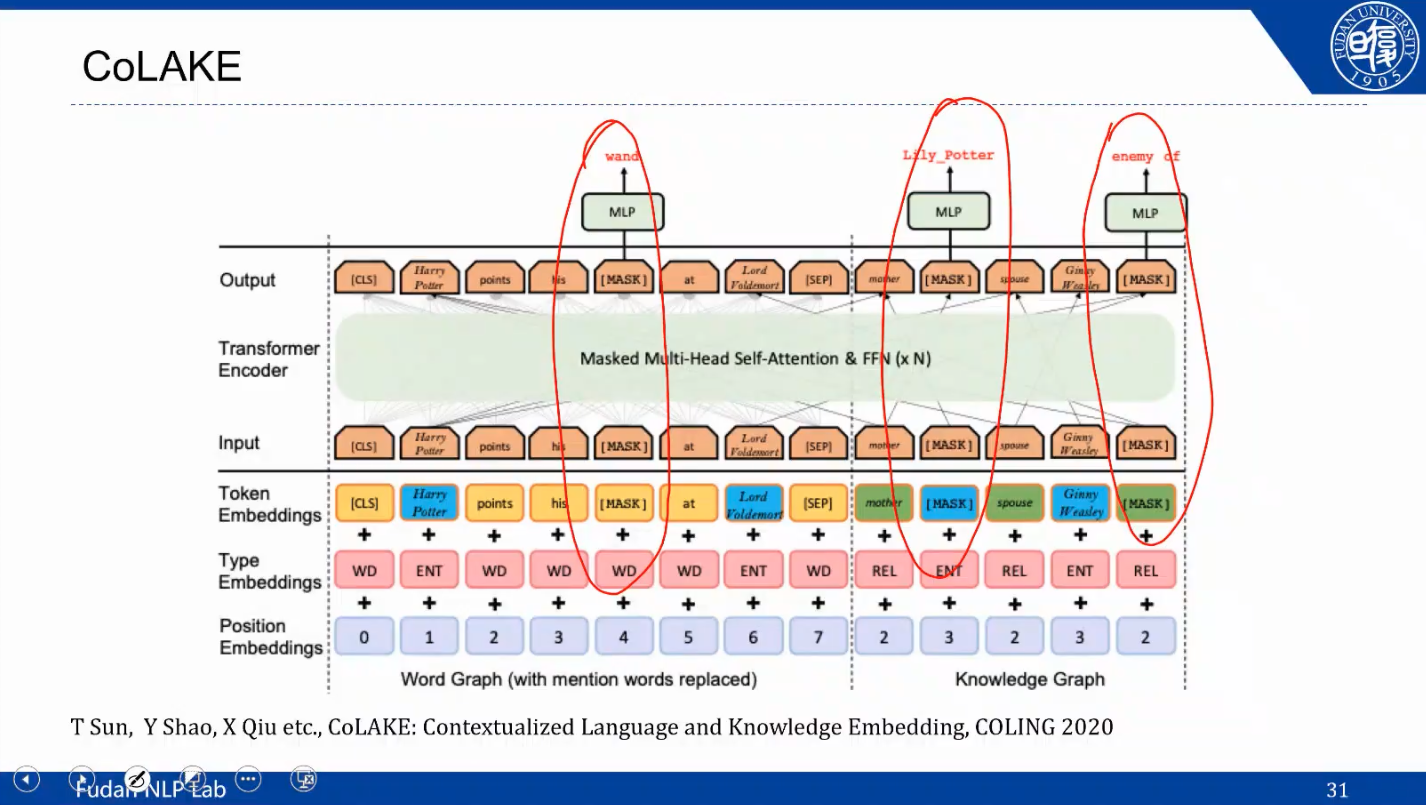 CoLAKE
FUDAN UNIVERSITY
1905
wand Lily_Potter enemy of
MLP MLP MLP
Output [CLS] Harry Potter points his [MASK] at Lord Voldemort [SEP] mother [MASK] spouse Ginny Weasley [MASK]
Transformer Encoder
Masked Multi-Head Self-Attention & FFN (x N)
Input [CLS] Harry Potter points his [MASK] at Lord Voldemort [SEP] mother [MASK] spouse Ginny Weasley [MASK]
Token Embeddings [CLS] Harry Potter points his [MASK] at Lord Voldemort [SEP] mother [MASK] spouse Ginny Weasley [MASK]
+ + + + + + + + + + + + +
Type Embeddings WD ENT WD WD WD WD ENT WD REL ENT REL ENT REL
+ + + + + + + + + + + + +
Position Embeddings 0 1 2 3 4 5 6 7 2 3 2 3 2
Word Graph (with mention words replaced) Knowledge Graph
T Sun, Y Shao, X Qiu etc., CoLAKE: Contextualized Language and Knowledge Embedding, COLING 2020
Fudan NLP Lab 31